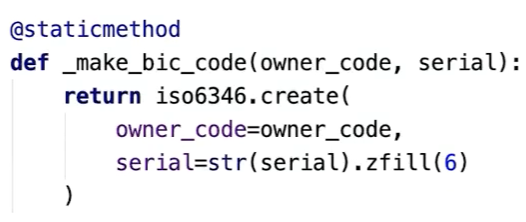 @staticmethod
def _make_bic_code(owner_code, serial):
    return iso6346.create(
        owner_code=owner_code,
        serial=str(serial).zfill(6)
    )